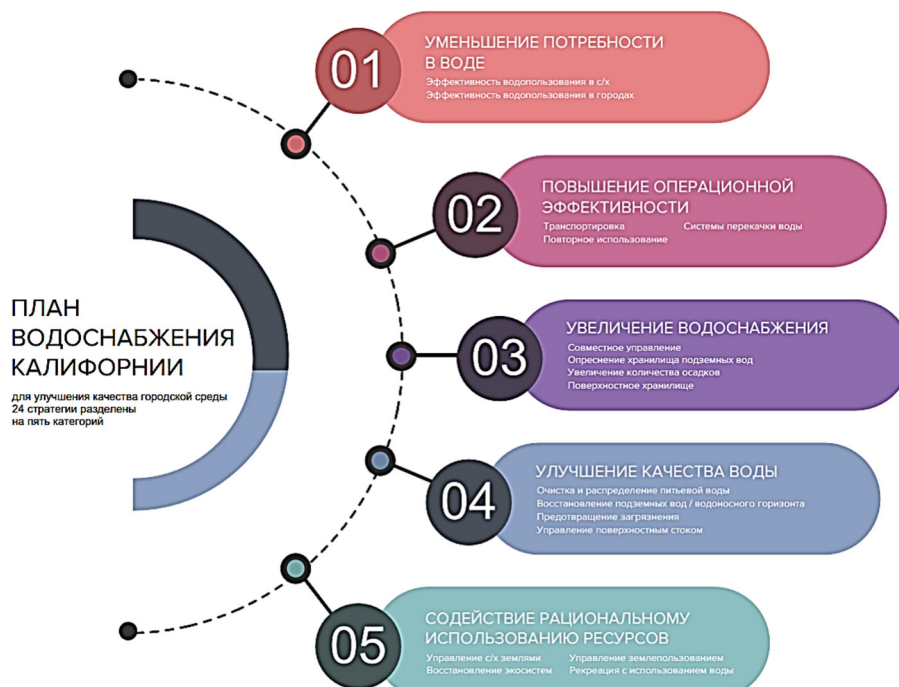 ПЛАН
ВОДОСНАБЖЕНИЯ
КАЛИФОРНИИ
для улучшения качества городской среды
24 стратегии разделены
на пять категорий
01
УМЕНЬШЕНИЕ ПОТРЕБНОСТИ
В ВОДЕ
Эффективность водопользования в с/х
Эффективность водопользования в городах
02
ПОВЫШЕНИЕ ОПЕРАЦИОННОЙ
ЭФФЕКТИВНОСТИ
Транспортировка Системы перекачки воды
Повторное использование
03
УВЕЛИЧЕНИЕ ВОДОСНАБЖЕНИЯ
Совместное управление
Опреснение хранилища подземных вод
Увеличение количества осадков
Поверхностное хранилище
04
УЛУЧШЕНИЕ КАЧЕСТВА ВОДЫ
Очистка и распределение питьевой воды
Восстановление подземных вод / водоносного горизонта
Предотвращение загрязнения
Управление поверхностным стоком
05
СОДЕЙСТВИЕ РАЦИОНАЛЬНОМУ
ИСПОЛЬЗОВАНИЮ РЕСУРСОВ
Управление с/х землями Управление землепользованием
Восстановление экосистем Рекреация с использованием воды